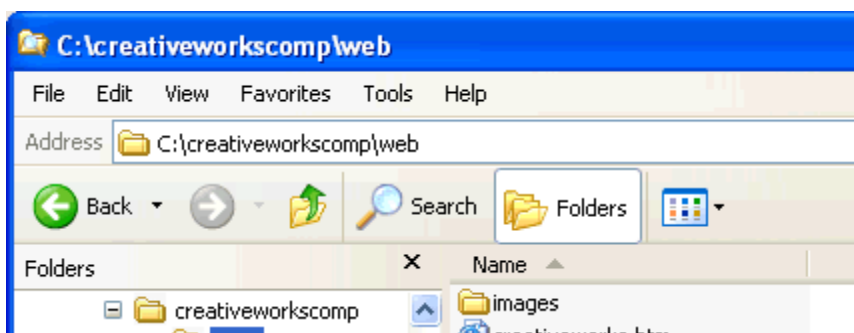 C:\creativeworkscomp\web
File Edit View Favorites Tools Help
Address C:\creativeworkscomp\web
Back Search Folders
Folders Name
creativeworkscomp images